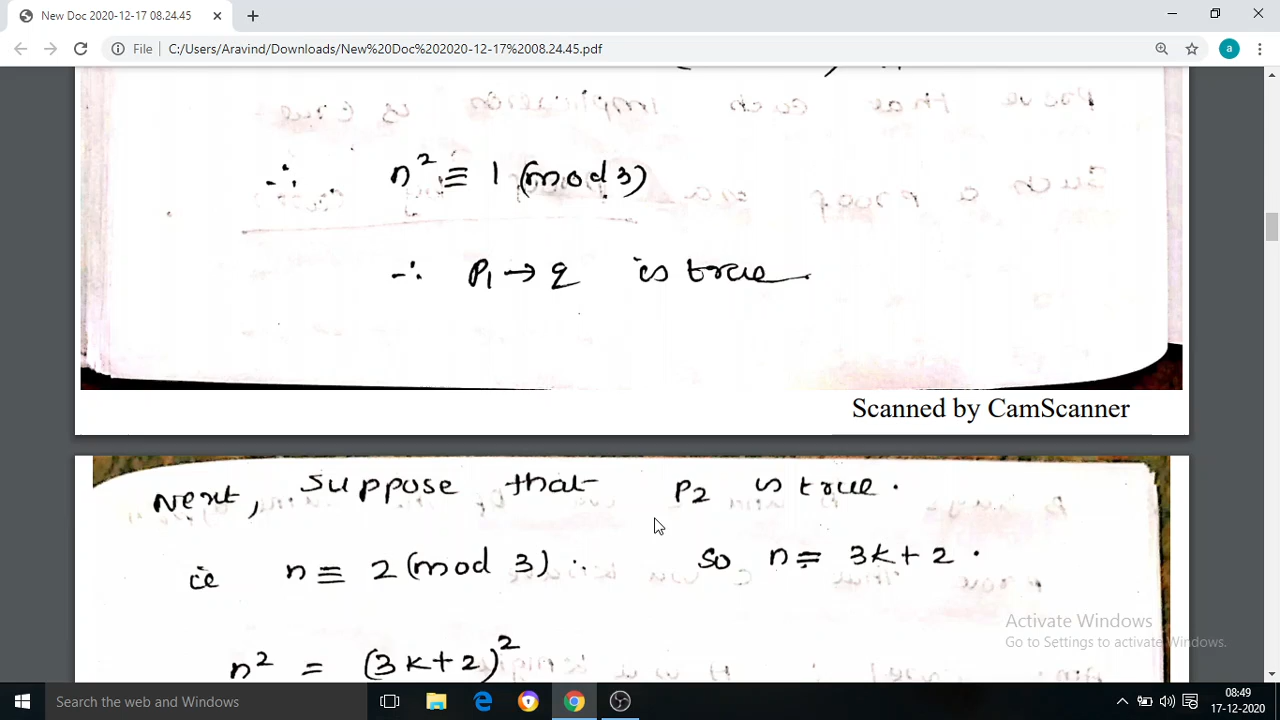 New Doc 2020-12-17 08.24.45
File C:/Users/Aravind/Downloads/New%20Doc%202020-12-17%2008.24.45.pdf
a
∴ n² ≡ 1 (mod 3)
∴ P₁ → q is true.
Scanned by CamScanner
Next, suppose that P2 is true.
ie n ≡ 2 (mod 3). So n = 3k + 2.
n² = (3k+2)²
Activate Windows
Go to Settings to activate Windows.
Search the web and Windows
08:49
17-12-2020